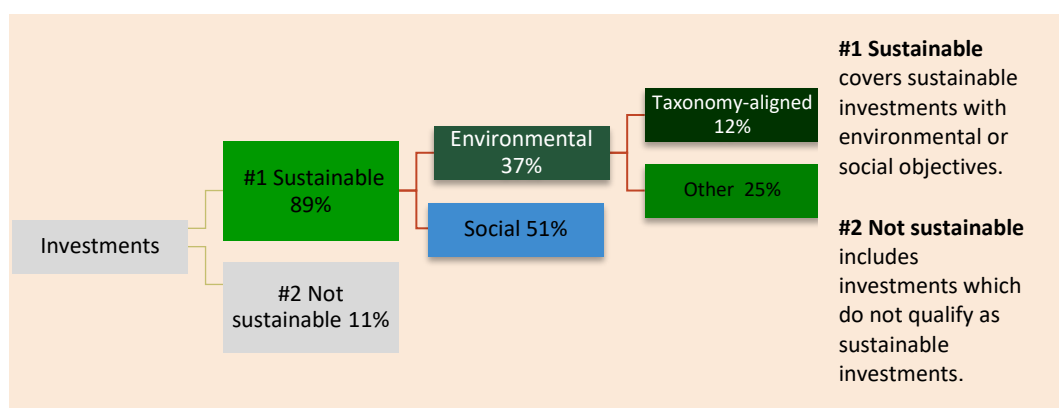 Investments
#1 Sustainable
89%
#2 Not
sustainable 11%
Environmental
37%
Social 51%
Taxonomy-aligned
12%
Other 25%
#1 Sustainable
covers sustainable
investments with
environmental or
social objectives.
#2 Not sustainable
includes
investments which
do not qualify as
sustainable
investments.